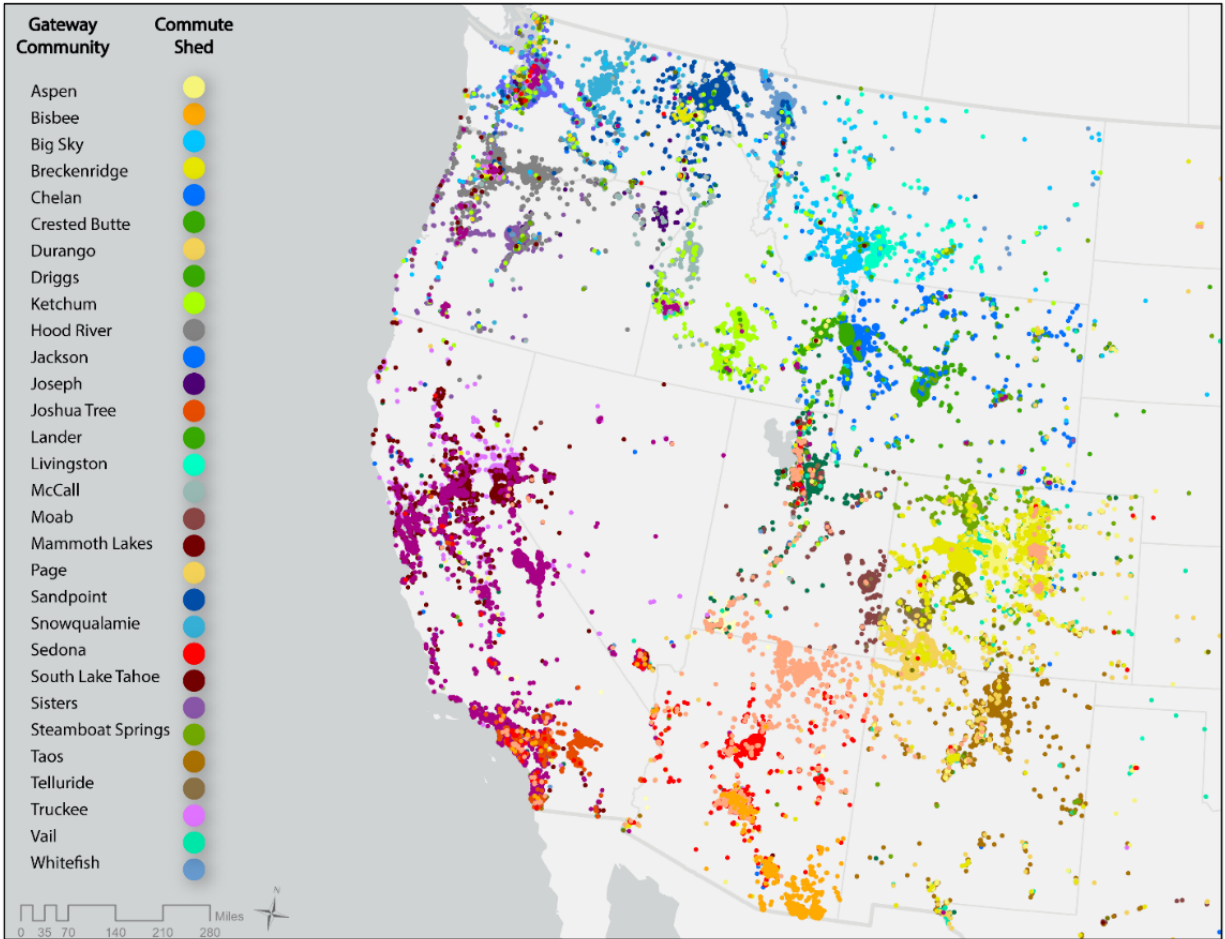 Gateway Commute
Community Shed
Aspen
Bisbee
Big Sky
Breckenridge
Chelan
Crested Butte
Durango
Driggs
Ketchum
Hood River
Jackson
Joseph
Joshua Tree
Lander
Livingston
McCall
Moab
Mammoth Lakes
Page
Sandpoint
Snowqualamie
Sedona
South Lake Tahoe
Sisters
Steamboat Springs
Taos
Telluride
Truckee
Vail
Whitefish
N
Miles
0 35 70 140 210 280